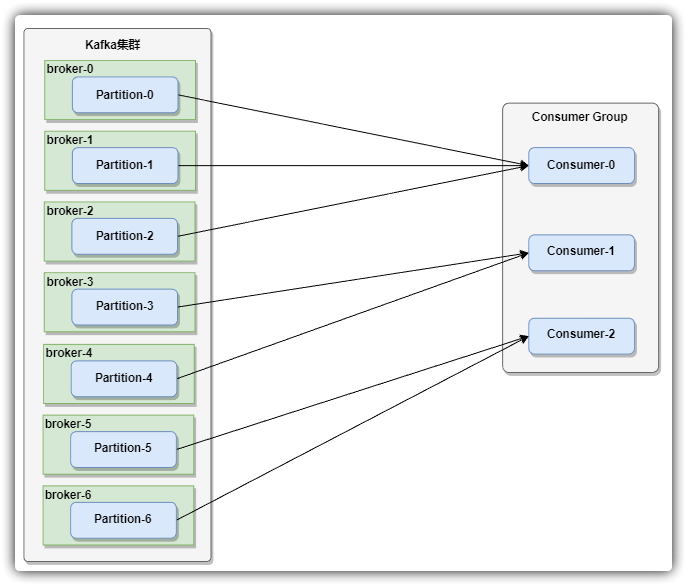 Kafka集群
broker-0
Partition-0
broker-1
Partition-1
broker-2
Partition-2
broker-3
Partition-3
broker-4
Partition-4
broker-5
Partition-5
broker-6
Partition-6
Consumer Group
Consumer-0
Consumer-1
Consumer-2